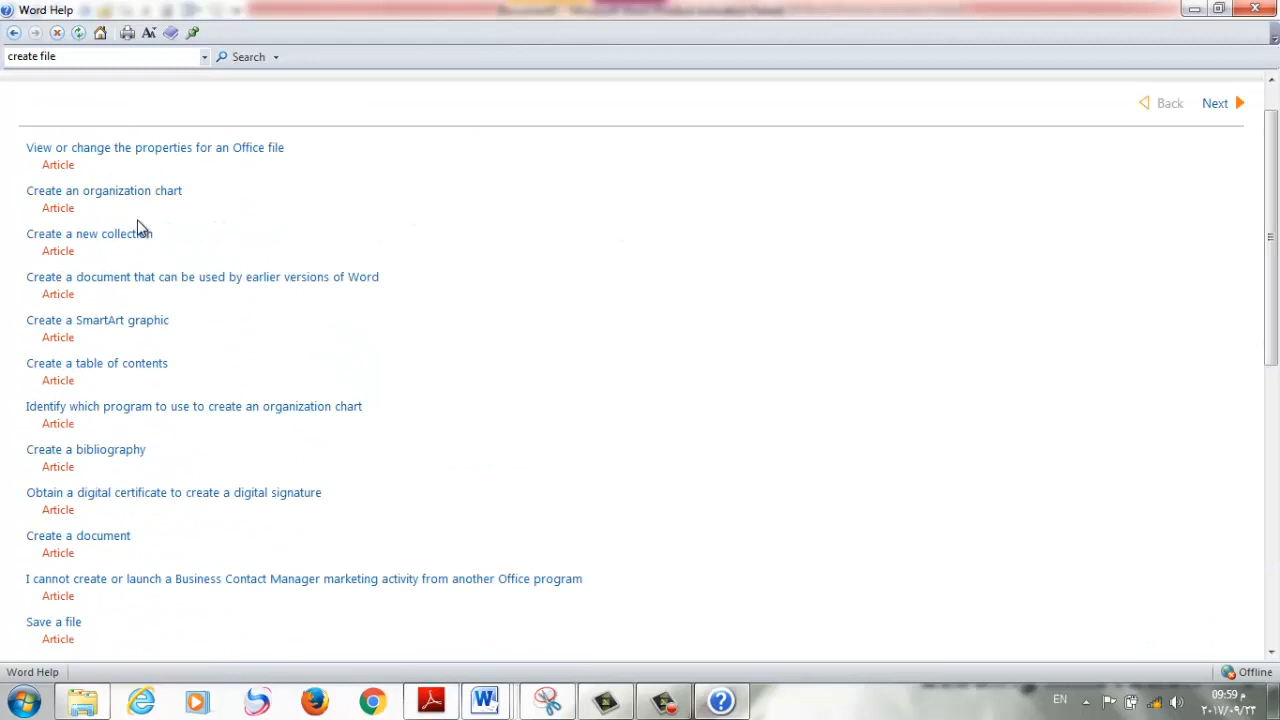 Word Help
create file
Search
Back Next
View or change the properties for an Office file
Article
Create an organization chart
Article
Create a new collection
Article
Create a document that can be used by earlier versions of Word
Article
Create a SmartArt graphic
Article
Create a table of contents
Article
Identify which program to use to create an organization chart
Article
Create a bibliography
Article
Obtain a digital certificate to create a digital signature
Article
Create a document
Article
I cannot create or launch a Business Contact Manager marketing activity from another Office program
Article
Save a file
Article
Word Help
Offline
EN
09:59 م
٢٠١٧/٠٩/٢٣